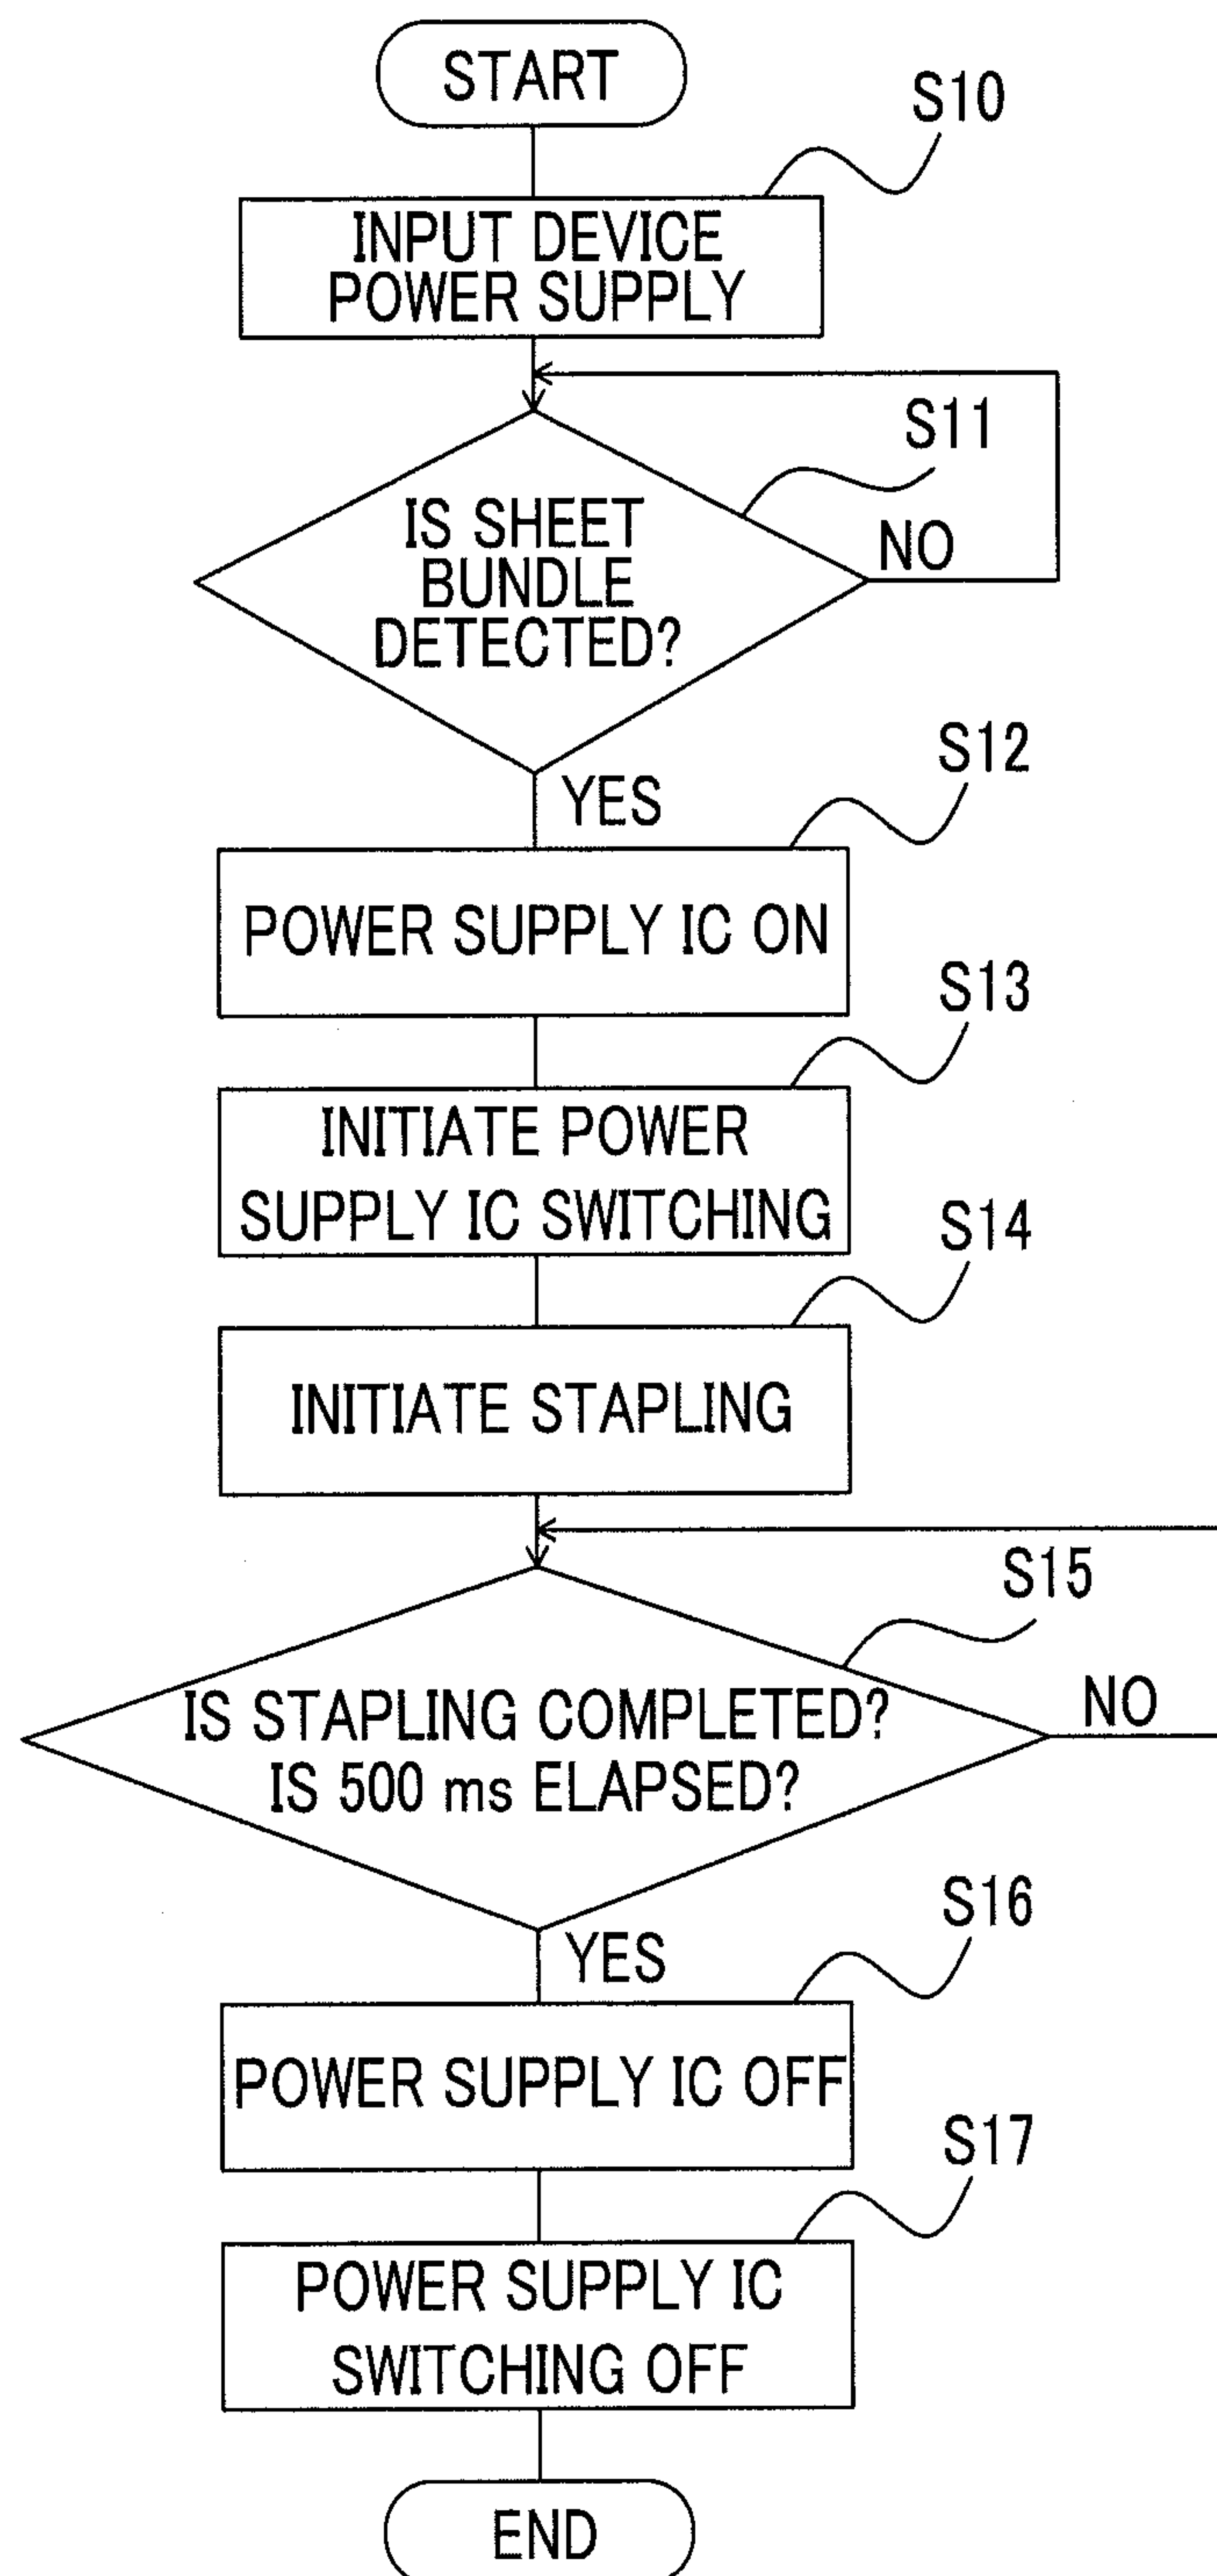 START
S10
INPUT DEVICE
POWER SUPPLY
S11
IS SHEET
BUNDLE
DETECTED?
NO
S12
YES
POWER SUPPLY IC ON
S13
INITIATE POWER
SUPPLY IC SWITCHING
S14
INITIATE STAPLING
S15
IS STAPLING COMPLETED?
IS 500 ms ELAPSED?
NO
S16
YES
POWER SUPPLY IC OFF
S17
POWER SUPPLY IC
SWITCHING OFF
END